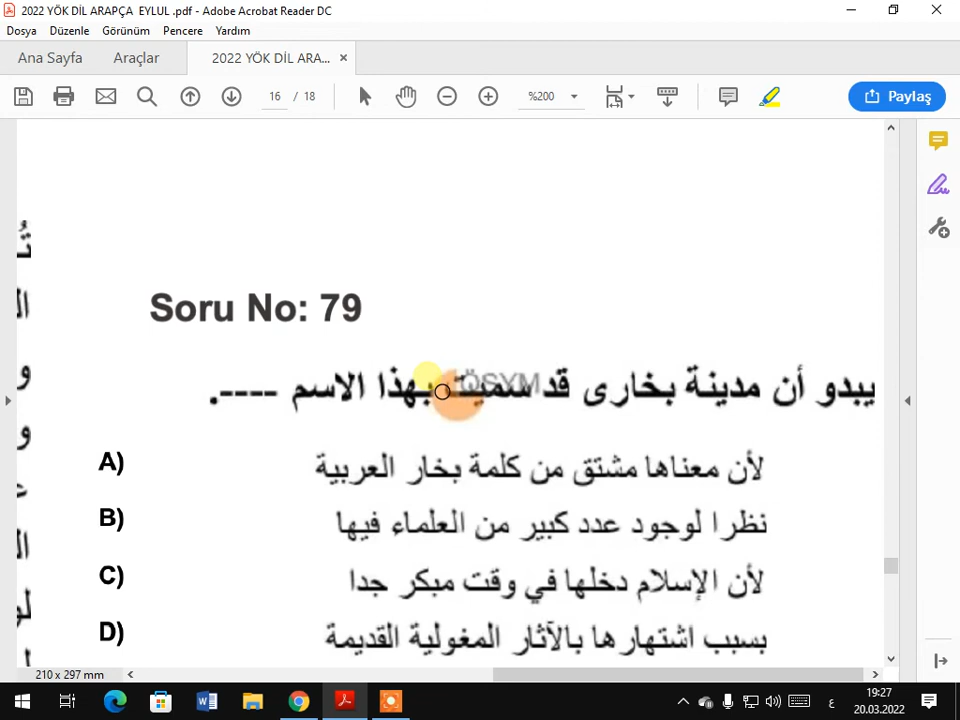 2022 YÖK DİL ARAPÇA EYLUL .pdf - Adobe Acrobat Reader DC
Dosya Düzenle Görünüm Pencere Yardım
Ana Sayfa Araçlar 2022 YÖK DİL ARA... ×
16 / 18 %200 Paylaş
Soru No: 79
يبدو أن مدينة بخارى قد سميت بهذا الاسم ----.
ÖSYM
A) لأن معناها مشتق من كلمة بخار العربية
B) نظرا لوجود عدد كبير من العلماء فيها
C) لأن الإسلام دخلها في وقت مبكر جدا
D) بسبب اشتهارها بالآثار المغولية القديمة
210 x 297 mm
ع 19:27
20.03.2022